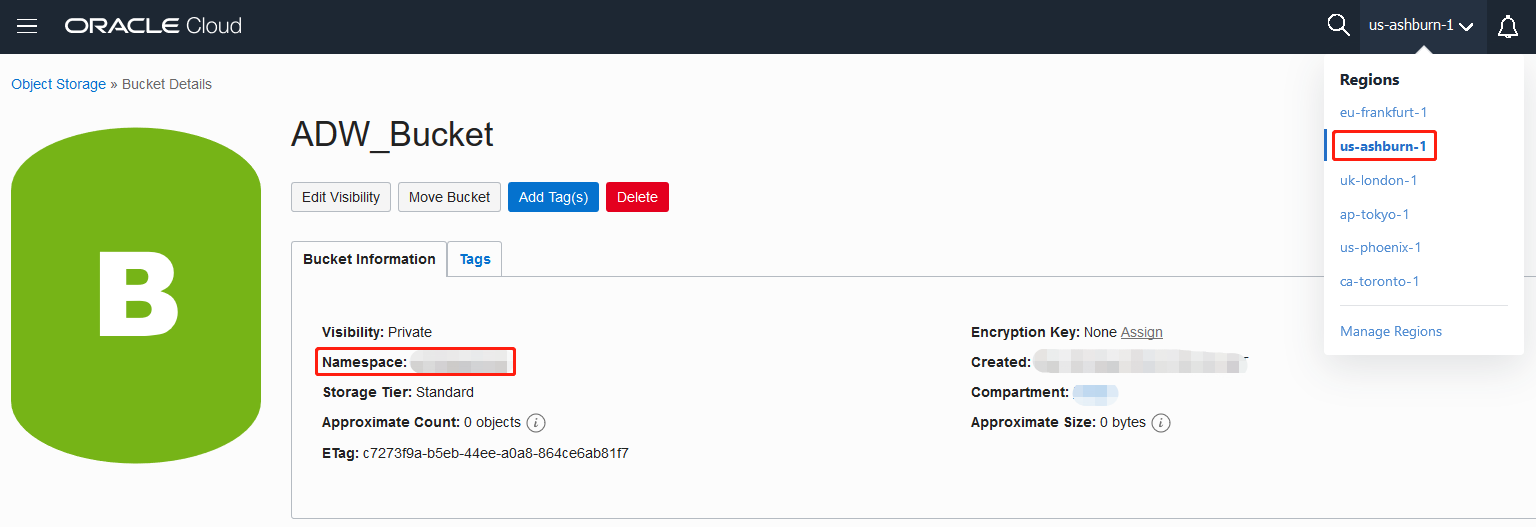 ORACLE Cloud
us-ashburn-1
Object Storage » Bucket Details
Regions
eu-frankfurt-1
us-ashburn-1
uk-london-1
ap-tokyo-1
us-phoenix-1
ca-toronto-1
Manage Regions
B
ADW_Bucket
Edit Visibility Move Bucket Add Tag(s) Delete
Bucket Information Tags
Visibility: Private
Namespace:
Storage Tier: Standard
Approximate Count: 0 objects i
ETag: c7273f9a-b5eb-44ee-a0a8-864ce6ab81f7
Encryption Key: None Assign
Created:
Compartment:
Approximate Size: 0 bytes i